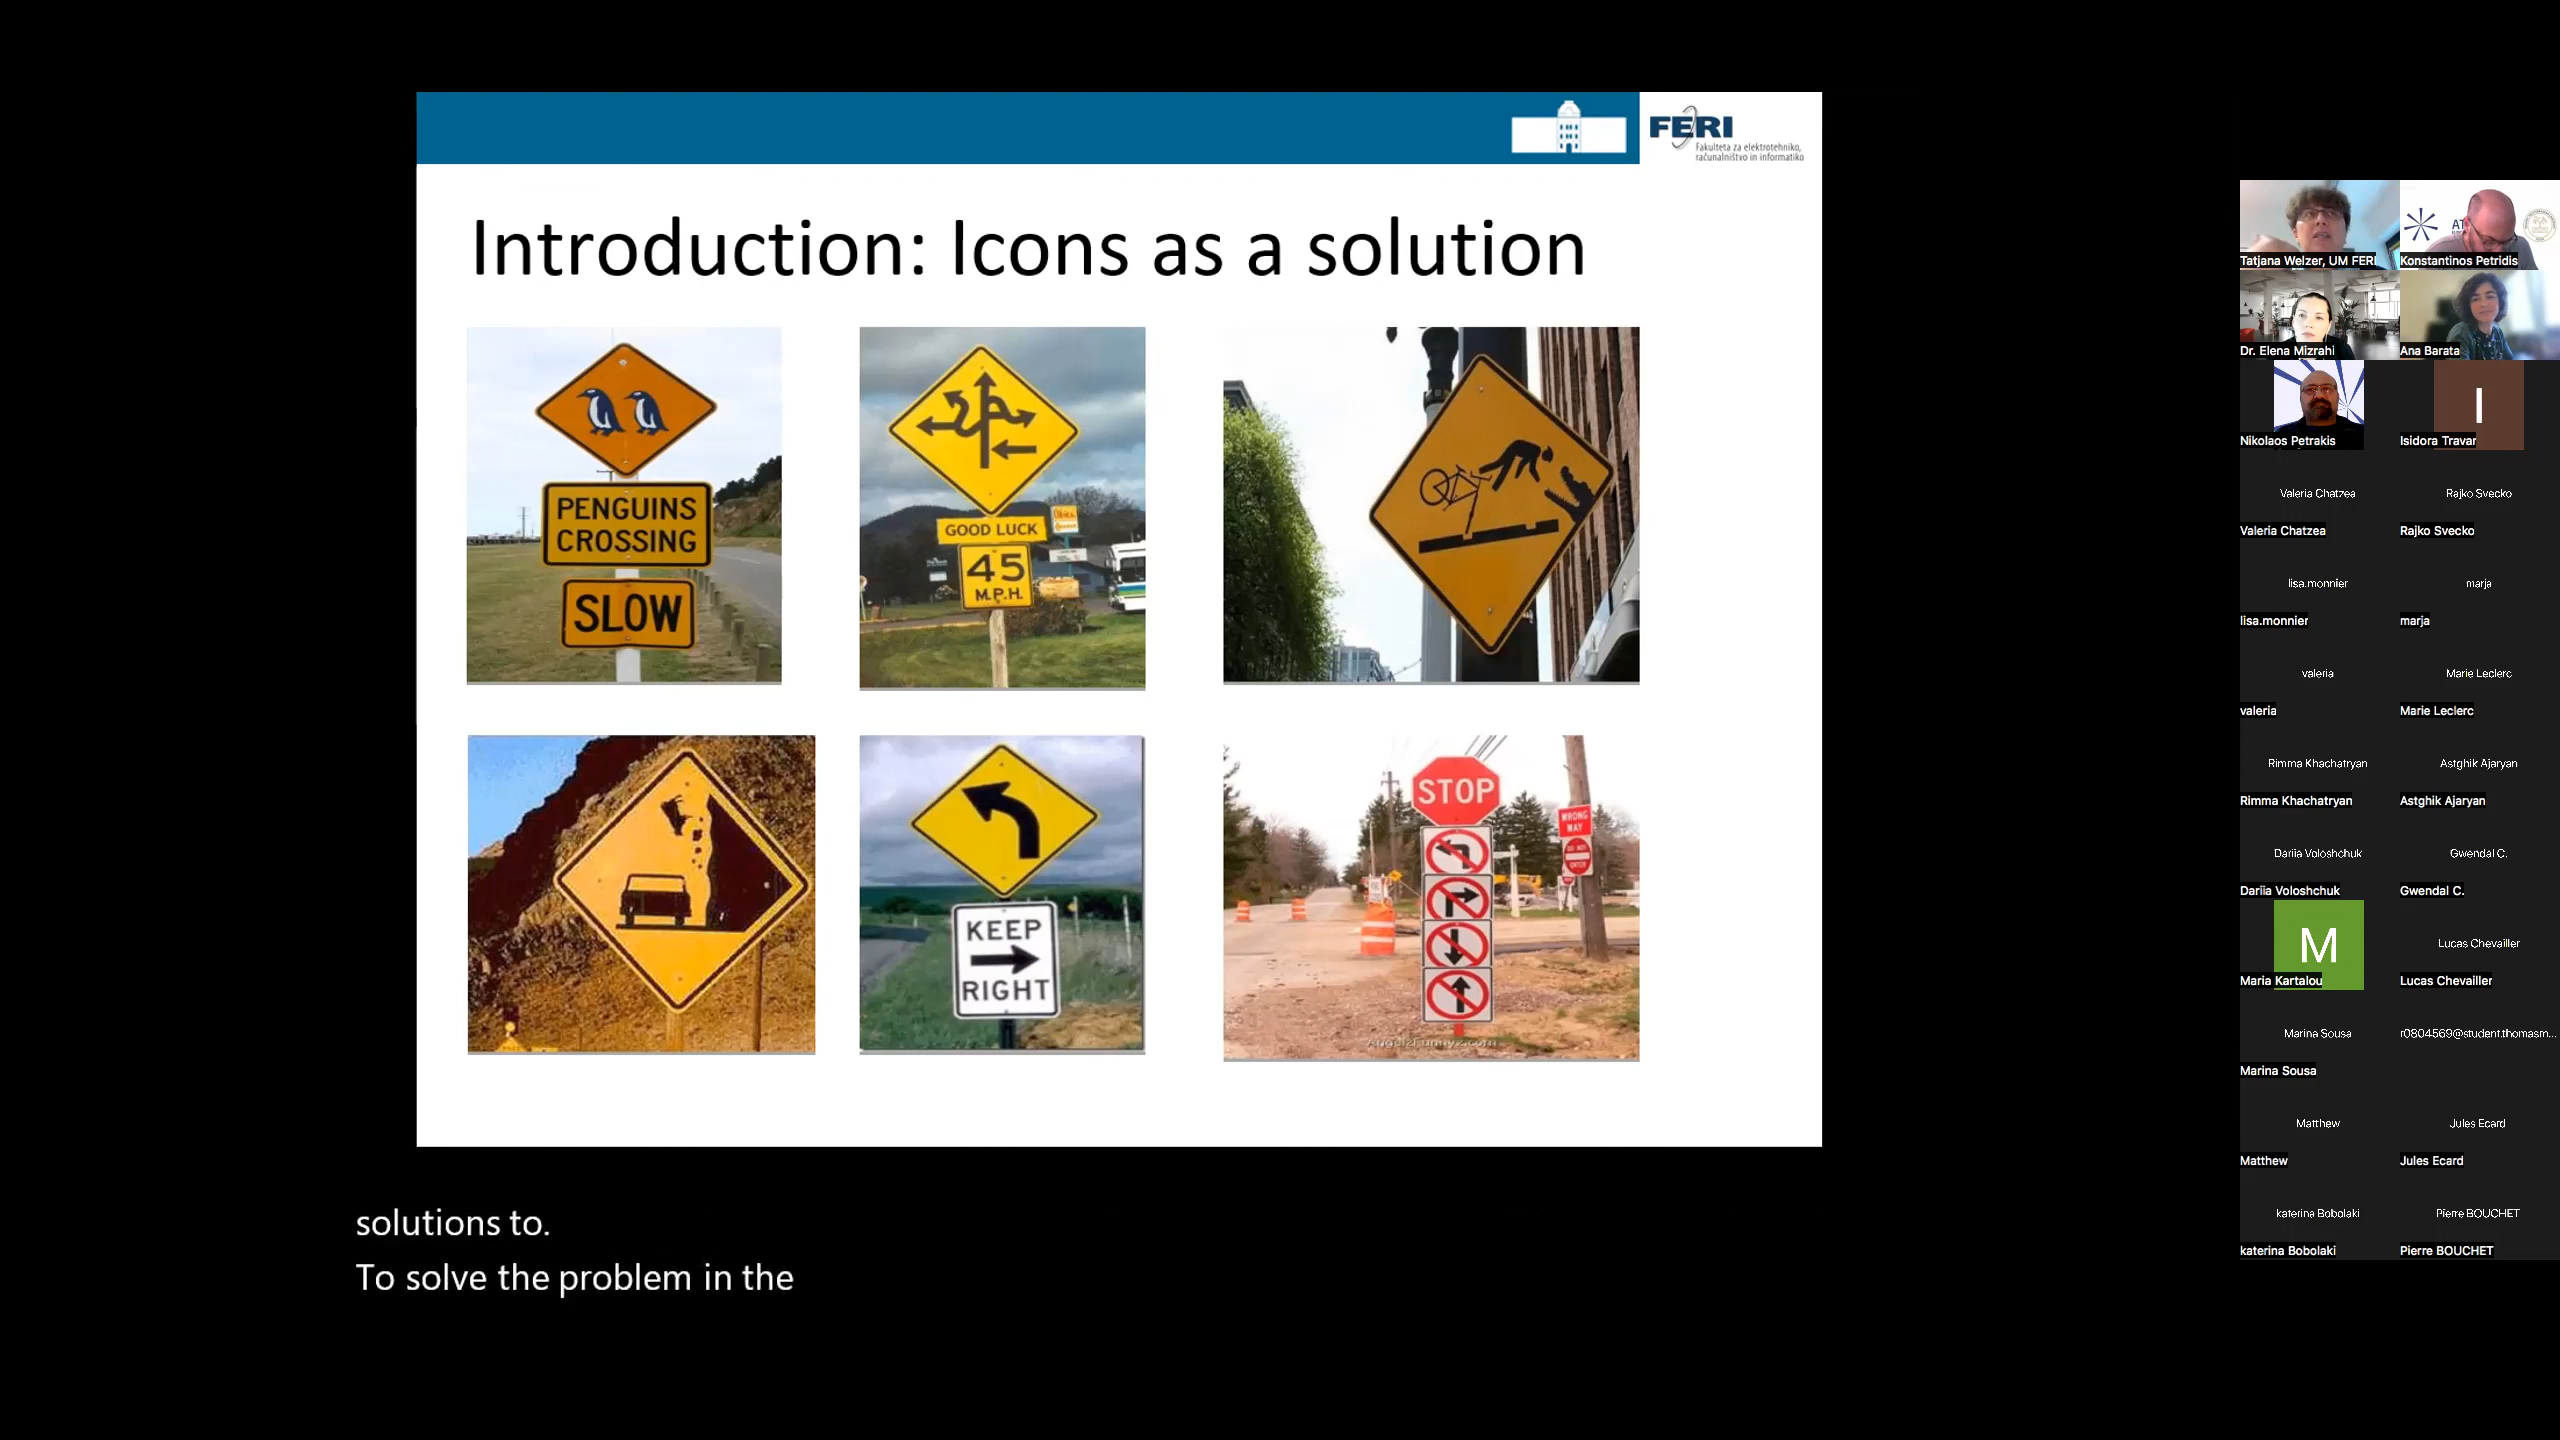 FERI
Fakulteta za elektrotehniko,
računalništvo in informatiko
Introduction: Icons as a solution
PENGUINS
CROSSING
SLOW
GOOD LUCK
45
M.P.H.
KEEP
RIGHT
STOP
WRONG
WAY
DO NOT
ENTER
AngelzFunnyz.com
solutions to.
To solve the problem in the
Tatjana Welzer, UM FERI
Konstantinos Petridis
Dr. Elena Mizrahi
Ana Barata
Nikolaos Petrakis
I
Isidora Travar
Valeria Chatzea
Rajko Svecko
Valeria Chatzea
Rajko Svecko
lisa.monnier
marja
lisa.monnier
marja
valeria
Marie Leclerc
valeria
Marie Leclerc
Rimma Khachatryan
Astghik Ajaryan
Rimma Khachatryan
Astghik Ajaryan
Dariia Voloshchuk
Gwendal C.
Dariia Voloshchuk
Gwendal C.
M
Lucas Chevailler
Maria Kartalou
Lucas Chevailler
Marina Sousa
r0804569@student.thomasm...
Marina Sousa
Matthew
Jules Ecard
Matthew
Jules Ecard
katerina Bobolaki
Pierre BOUCHET
katerina Bobolaki
Pierre BOUCHET